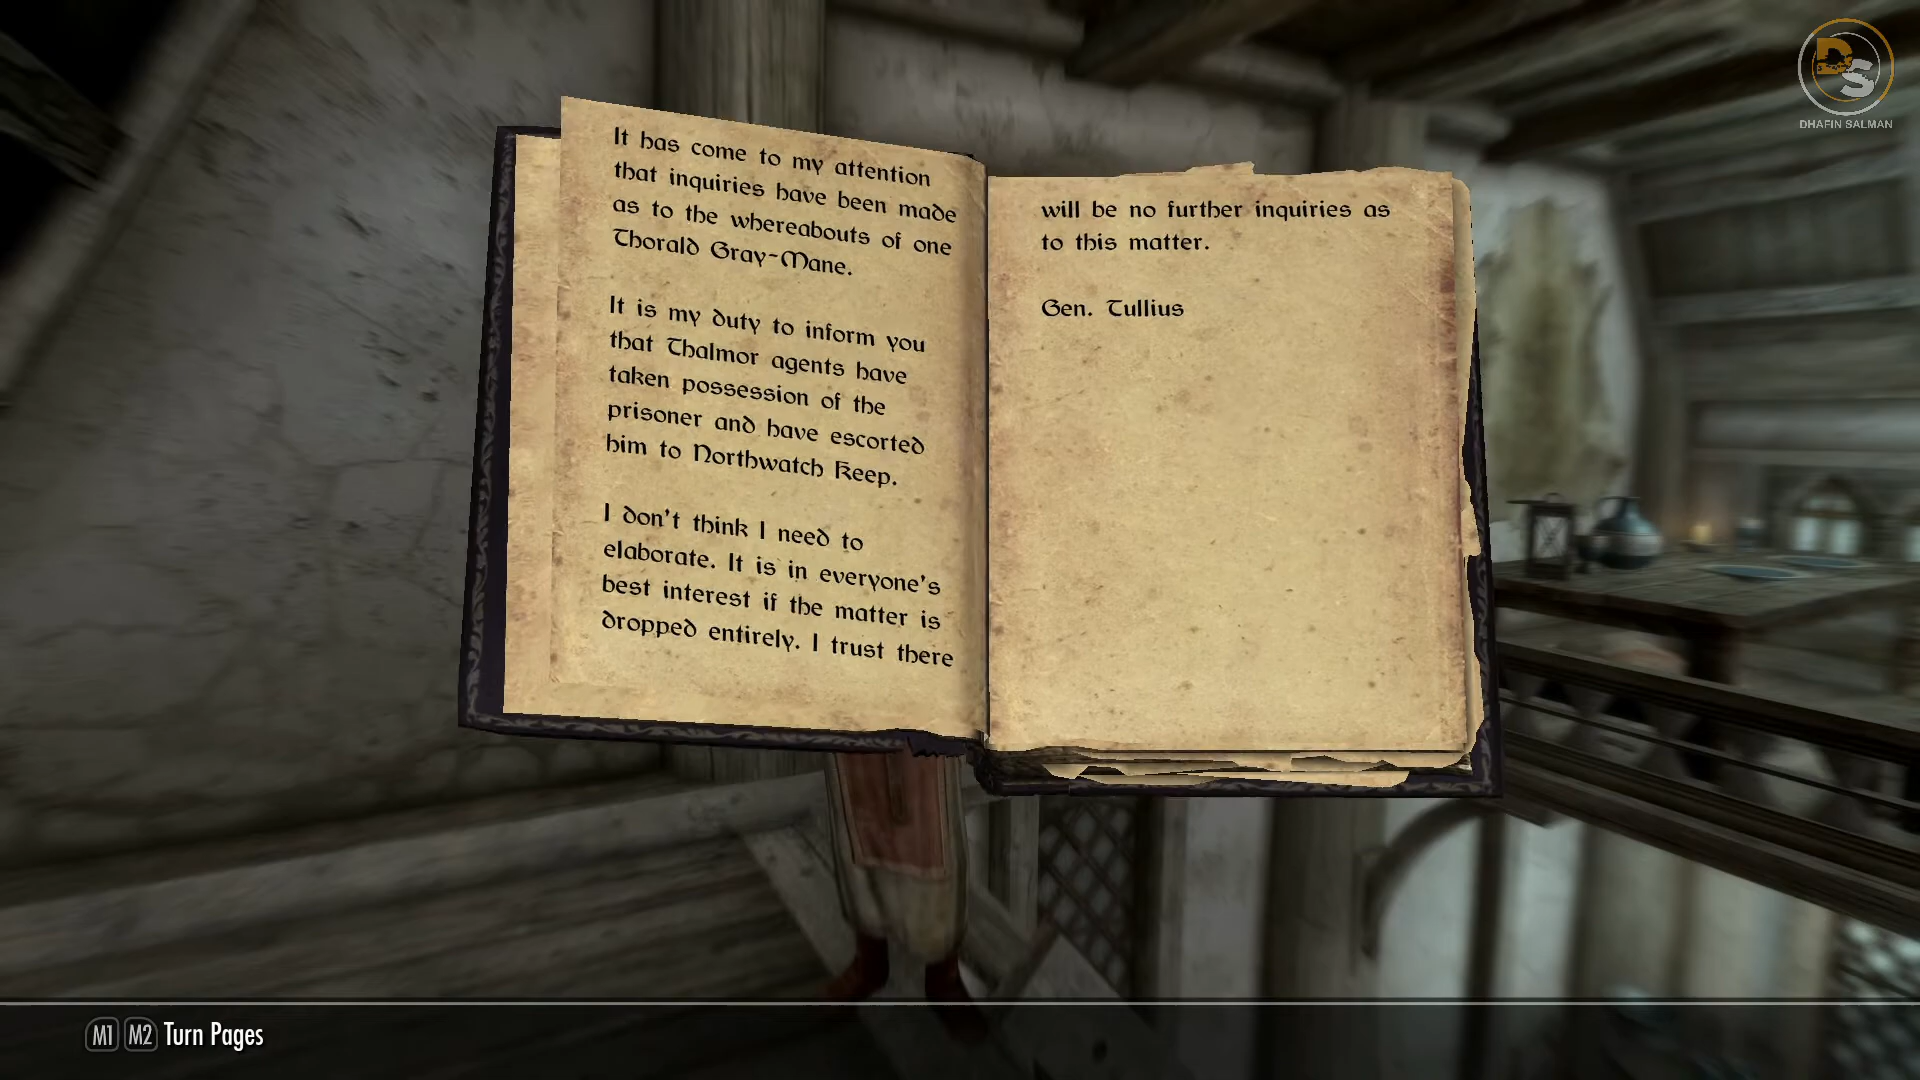 It has come to my attention
that inquiries have been made
as to the whereabouts of one
Thorald Gray-Mane.
It is my duty to inform you
that Thalmor agents have
taken possession of the
prisoner and have escorted
him to Northwatch Keep.
I don't think I need to
elaborate. It is in everyone's
best interest if the matter is
dropped entirely. I trust there
will be no further inquiries as
to this matter.
Gen. Tullius
DS
DHAFIN SALMAN
M1 M2 Turn Pages